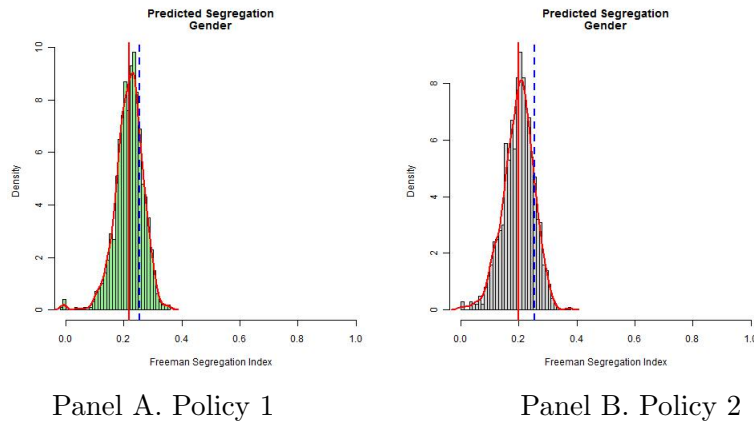 Predicted Segregation
Gender
Density
10
8
6
4
2
0
0.0 0.2 0.4 0.6 0.8 1.0
Freeman Segregation Index
Panel A. Policy 1
Predicted Segregation
Gender
Density
8
6
4
2
0
0.0 0.2 0.4 0.6 0.8 1.0
Freeman Segregation Index
Panel B. Policy 2